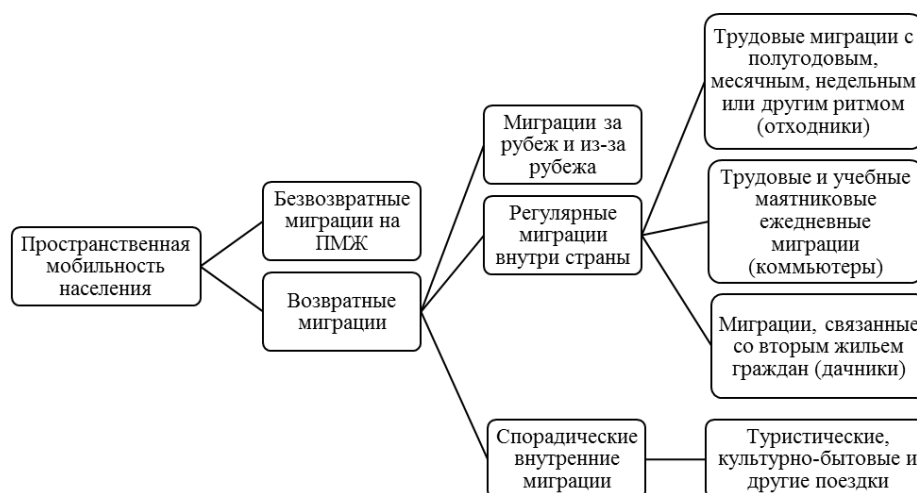 Пространственная
мобильность
населения
Безвозвратные
миграции на
ПМЖ
Возвратные
миграции
Миграции за
рубеж и из-за
рубежа
Регулярные
миграции
внутри страны
Спорадические
внутренние
миграции
Трудовые миграции с
полугодовым,
месячным, недельным
или другим ритмом
(отходники)
Трудовые и учебные
маятниковые
ежедневные
миграции
(коммьютеры)
Миграции, связанные
со вторым жильем
граждан (дачники)
Туристические,
культурно-бытовые и
другие поездки